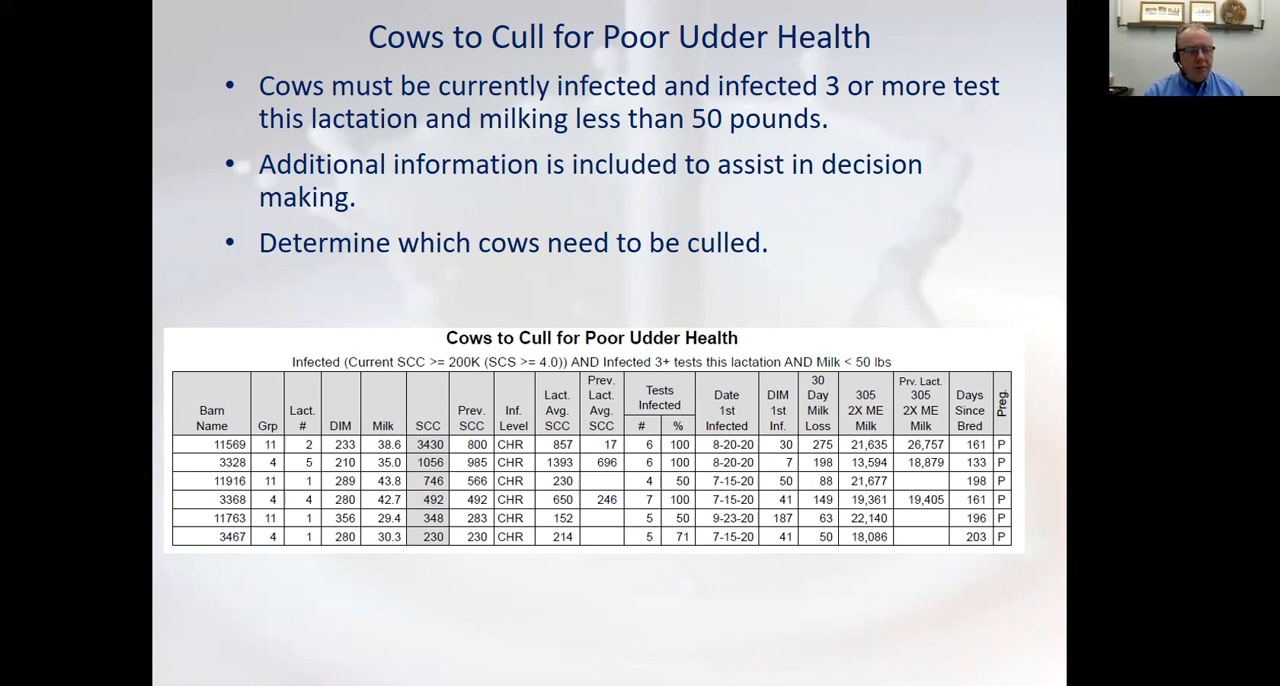 Cows to Cull for Poor Udder Health
• Cows must be currently infected and infected 3 or more test
this lactation and milking less than 50 pounds.
• Additional information is included to assist in decision
making.
• Determine which cows need to be culled.
Cows to Cull for Poor Udder Health
Infected (Current SCC >= 200K (SCS >= 4.0)) AND Infected 3+ tests this lactation AND Milk < 50 lbs
Barn Name Grp Lact. # DIM Milk SCC Prev. SCC Inf. Level Lact. Avg. SCC Prev. Lact. Avg. SCC Tests Infected # % Date 1st Infected DIM 1st Inf. 30 Day Milk Loss 305 2X ME Milk Prv. Lact. 305 2X ME Milk Days Since Bred Preg.
11569 11 2 233 38.6 3430 800 CHR 857 17 6 100 8-20-20 30 275 21,635 26,757 161 P
3328 4 5 210 35.0 1056 985 CHR 1393 696 6 100 8-20-20 7 198 13,594 18,879 133 P
11916 11 1 289 43.8 746 566 CHR 230 4 50 7-15-20 50 88 21,677 198 P
3368 4 4 280 42.7 492 492 CHR 650 246 7 100 7-15-20 41 149 19,361 19,405 161 P
11763 11 1 356 29.4 348 283 CHR 152 5 50 9-23-20 187 63 22,140 196 P
3467 4 1 280 30.3 230 230 CHR 214 5 71 7-15-20 41 50 18,086 203 P